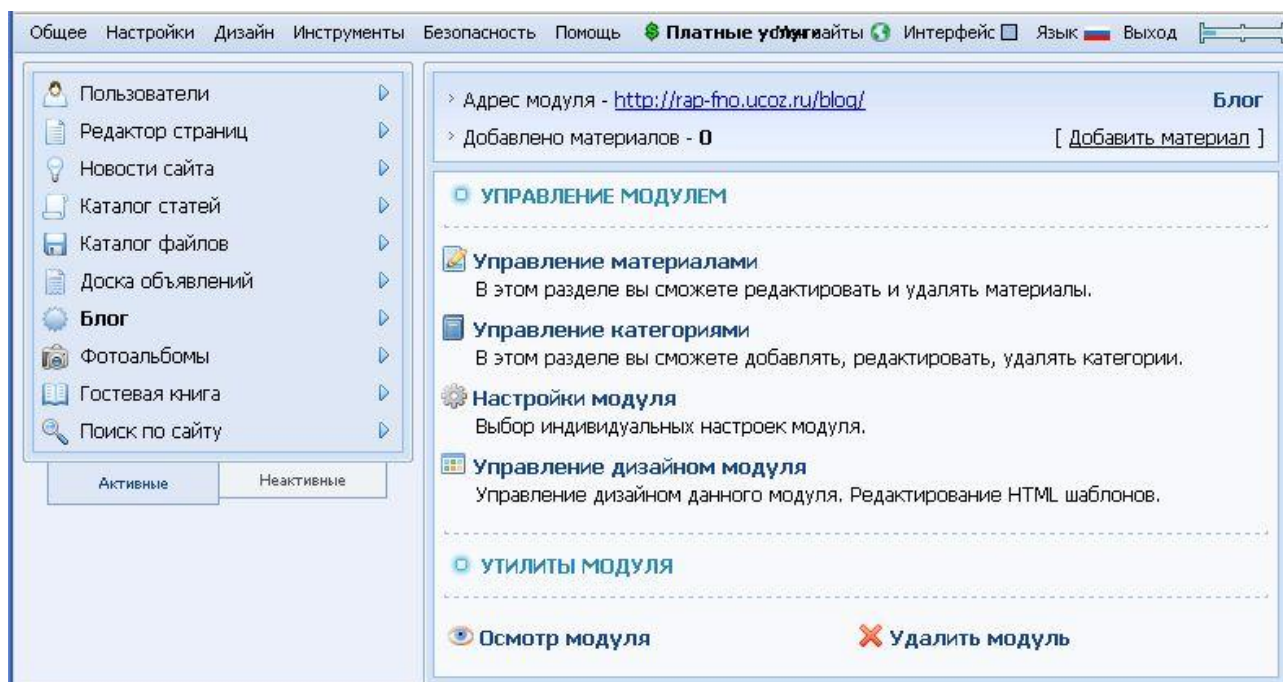 Общее Настройки Дизайн Инструменты Безопасность Помощь $ Платные услуги айты Интерфейс Язык Выход
Пользователи
Редактор страниц
Новости сайта
Каталог статей
Каталог файлов
Доска объявлений
Блог
Фотоальбомы
Гостевая книга
Поиск по сайту
Активные Неактивные
> Адрес модуля - http://rap-fno.ucoz.ru/blog/ Блог
> Добавлено материалов - 0 [ Добавить материал ]
УПРАВЛЕНИЕ МОДУЛЕМ
Управление материалами
В этом разделе вы сможете редактировать и удалять материалы.
Управление категориями
В этом разделе вы сможете добавлять, редактировать, удалять категории.
Настройки модуля
Выбор индивидуальных настроек модуля.
Управление дизайном модуля
Управление дизайном данного модуля. Редактирование HTML шаблонов.
УТИЛИТЫ МОДУЛЯ
Осмотр модуля Удалить модуль